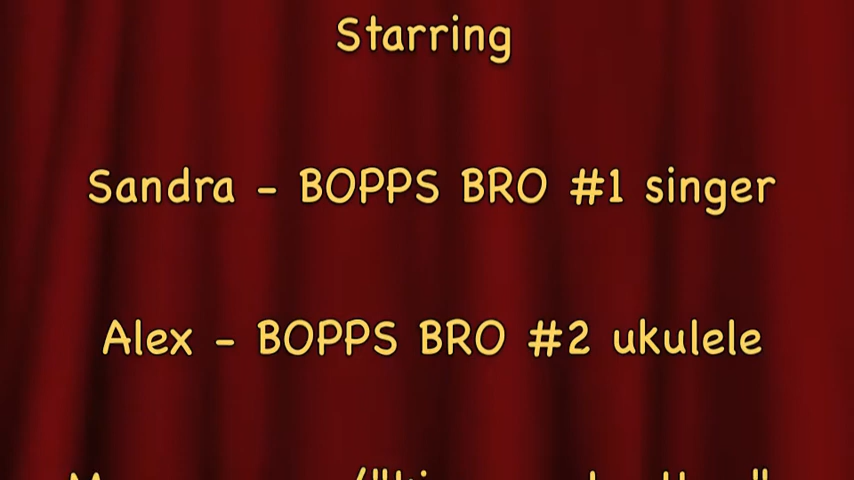 Starring
Sandra - BOPPS BRO #1 singer
Alex - BOPPS BRO #2 ukulele